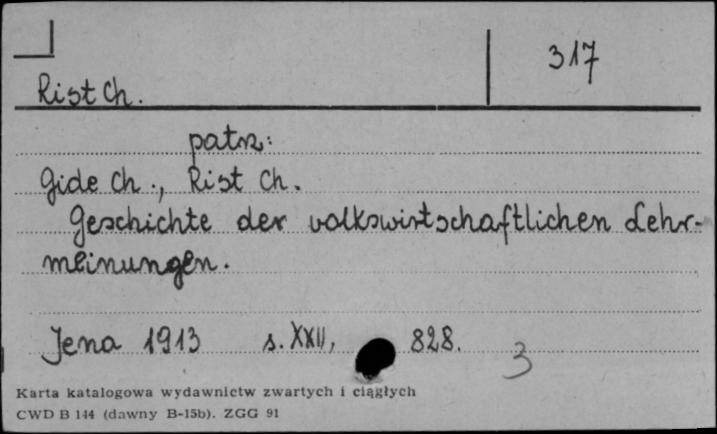 317
Rist Ch.
patrz:
Gide Ch., Rist Ch.
Geschichte der volkswirtschaftlichen Lehr-
meinungen.
Jena 1913 s. XXII, 828.
3
Karta katalogowa wydawnictw zwartych i ciągłych
CWD B 144 (dawny B-15b). ZGG 91